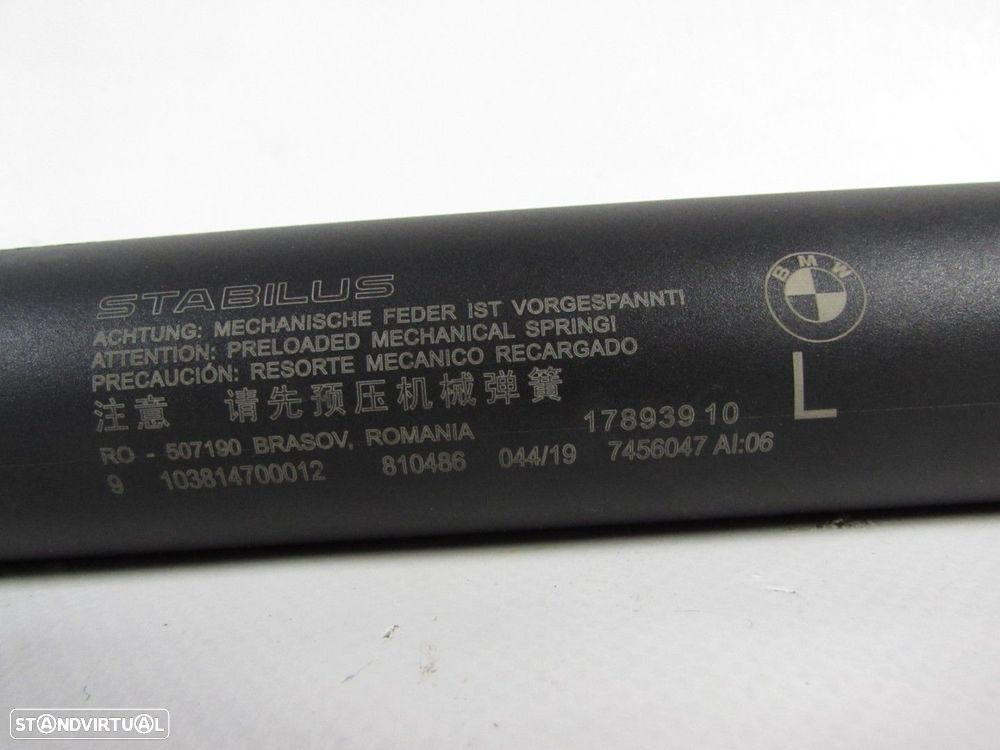 STABILUS
ACHTUNG: MECHANISCHE FEDER IST VORGESPANNT!
ATTENTION: PRELOADED MECHANICAL SPRING!
PRECAUCIÓN: RESORTE MECANICO RECARGADO
注意 请先预压机械弹簧
RO - 507190 BRASOV, ROMANIA 178939 10
9 103814700012 810486 044/19 7456047 AI:06
BMW
L
STANDVIRTUAL